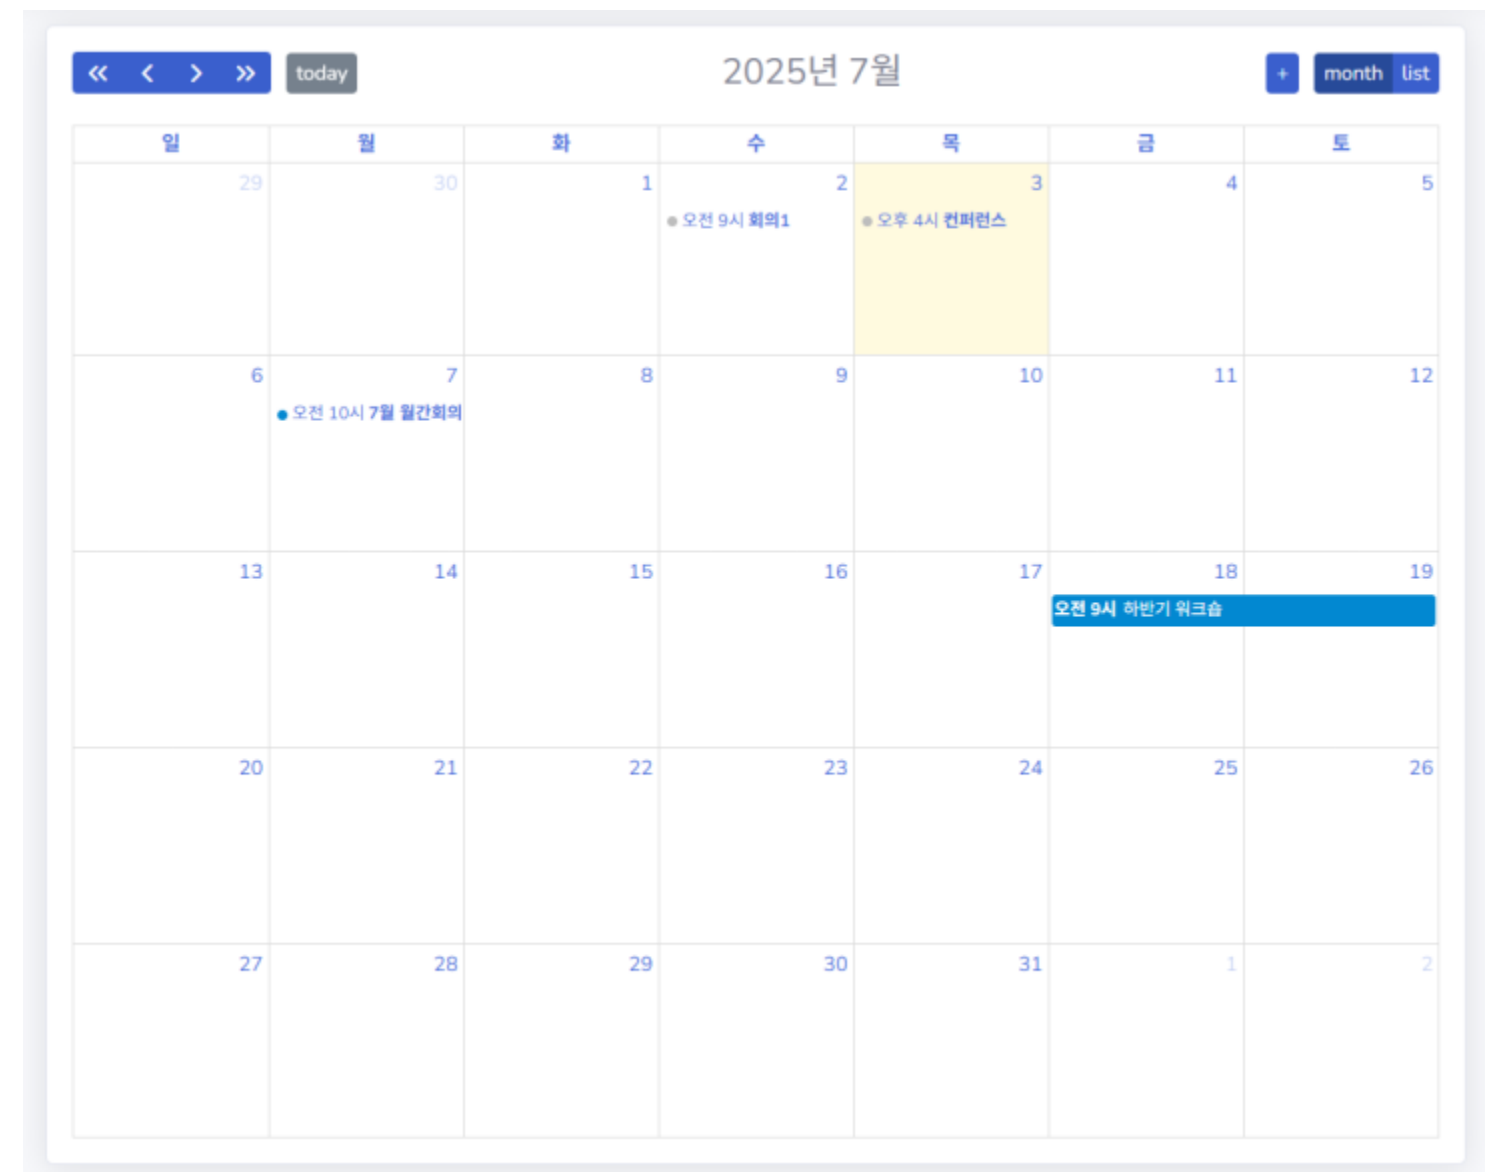 « ‹ › » today 2025년 7월 + month list
일 월 화 수 목 금 토
29 30 1 2 3 4 5
오전 9시 회의1 오후 4시 컨퍼런스
6 7 8 9 10 11 12
오전 10시 7월 월간회의
13 14 15 16 17 18 19
오전 9시 하반기 워크숍
20 21 22 23 24 25 26
27 28 29 30 31 1 2